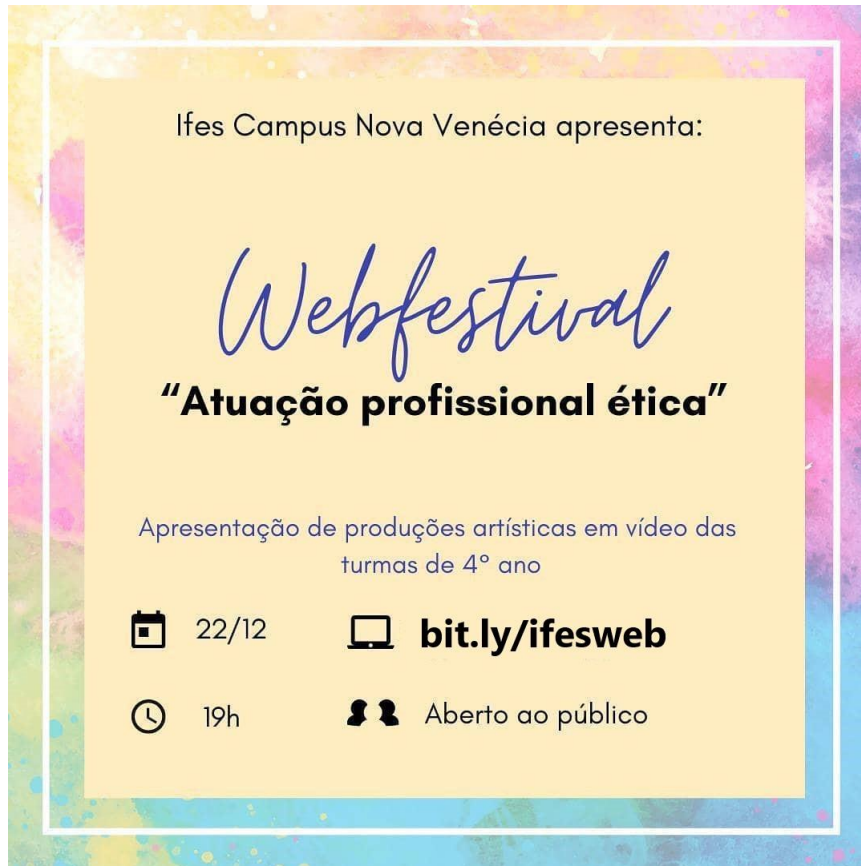 Ifes Campus Nova Venécia apresenta:
Webfestival
“Atuação profissional ética”
Apresentação de produções artísticas em vídeo das
turmas de 4° ano
22/12
bit.ly/ifesweb
19h
Aberto ao público